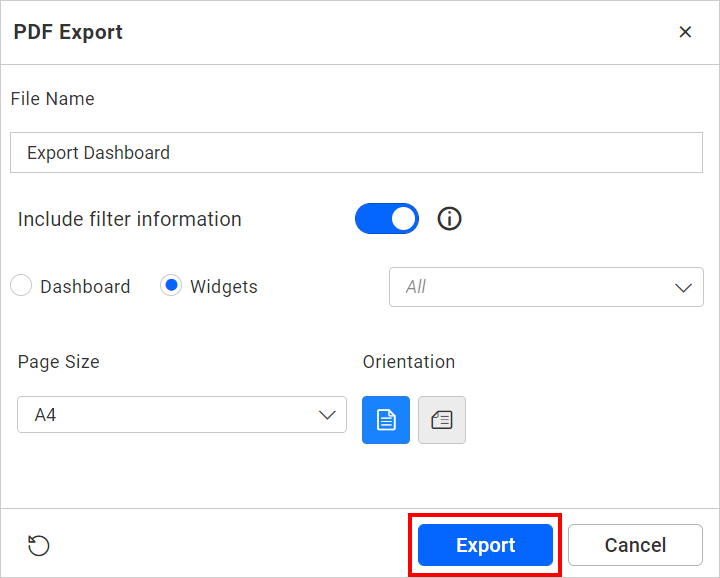 PDF Export
File Name
Export Dashboard
Include filter information
Dashboard Widgets All
Page Size Orientation
A4
Export Cancel